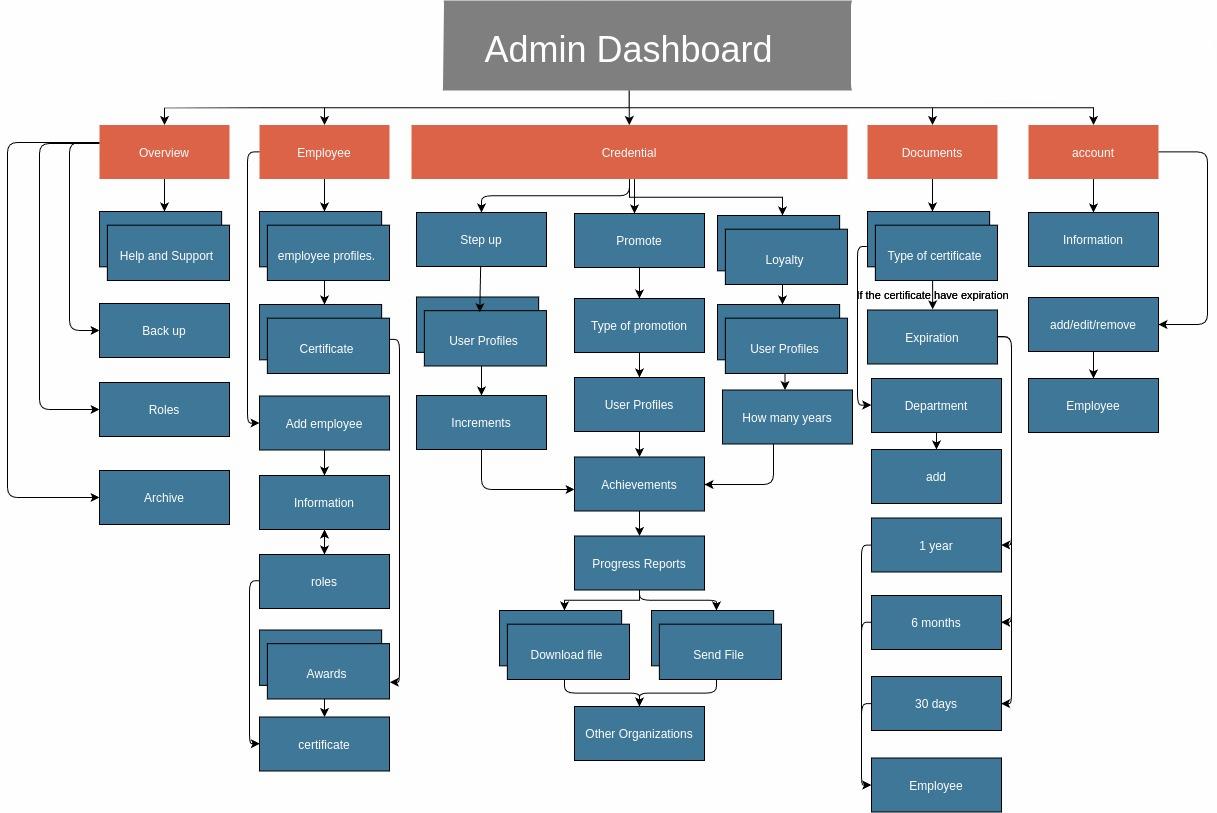 Admin Dashboard
Overview
Employee
Credential
Documents
account
Help and Support
Back up
Roles
Archive
employee profiles.
Certificate
Add employee
Information
roles
Awards
certificate
Step up
User Profiles
Increments
Promote
Type of promotion
User Profiles
Achievements
Progress Reports
Download file
Send File
Other Organizations
Loyalty
User Profiles
How many years
Type of certificate
If the certificate have expiration
Expiration
Department
add
1 year
6 months
30 days
Employee
Information
add/edit/remove
Employee